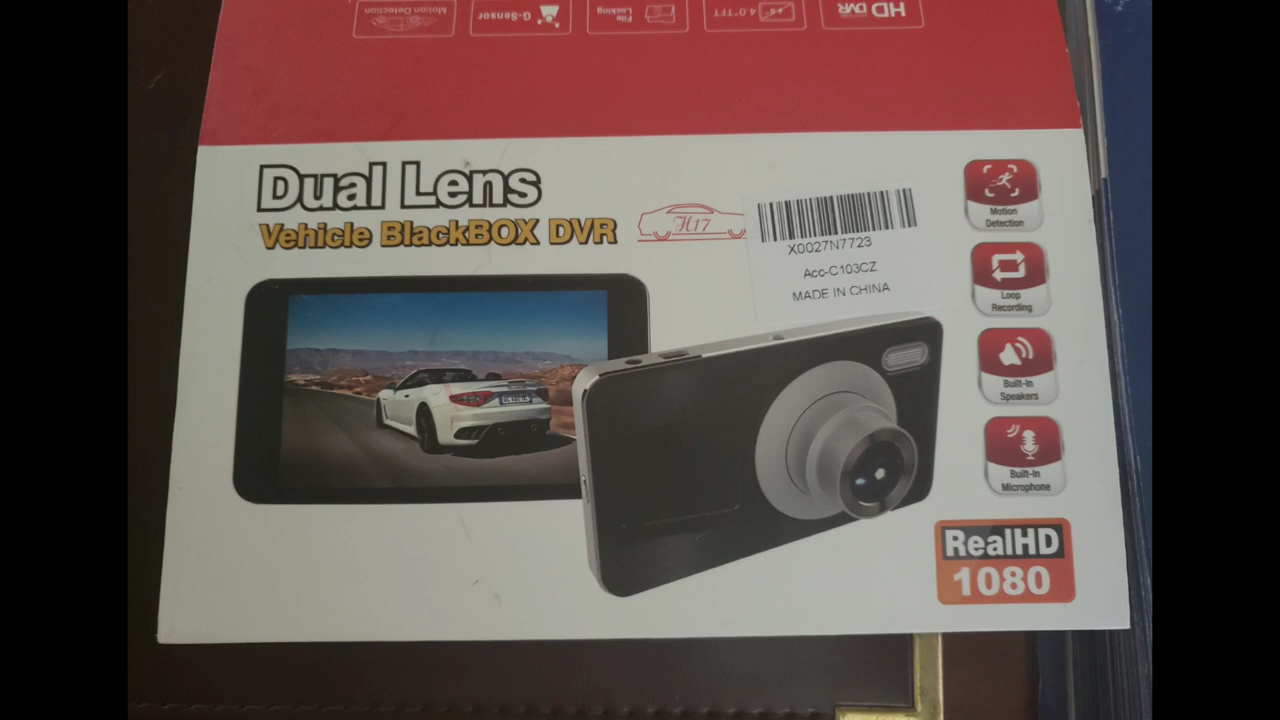 Motion Detection
G-Sensor
File
Locking
4.0"TFT
HD DVR
Dual Lens
Vehicle BlackBOX DVR
H17
X0027N7723
Acc-C103CZ
MADE IN CHINA
Motion
Detection
Loop
Recording
Built-In
Speakers
Built-In
Microphone
RealHD
1080